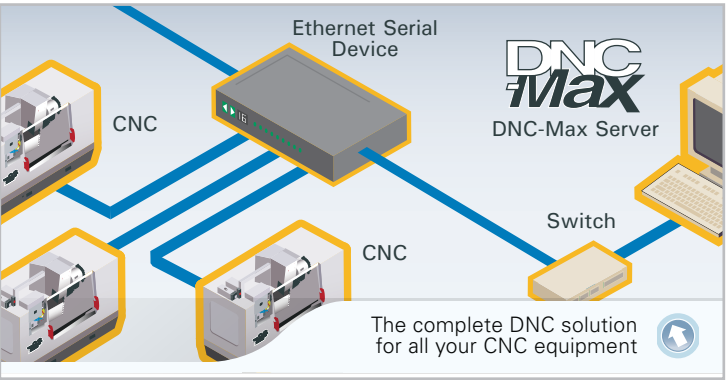 Ethernet Serial
Device
CNC
DNC
-Max
DNC-Max Server
16
Switch
CNC
The complete DNC solution
for all your CNC equipment